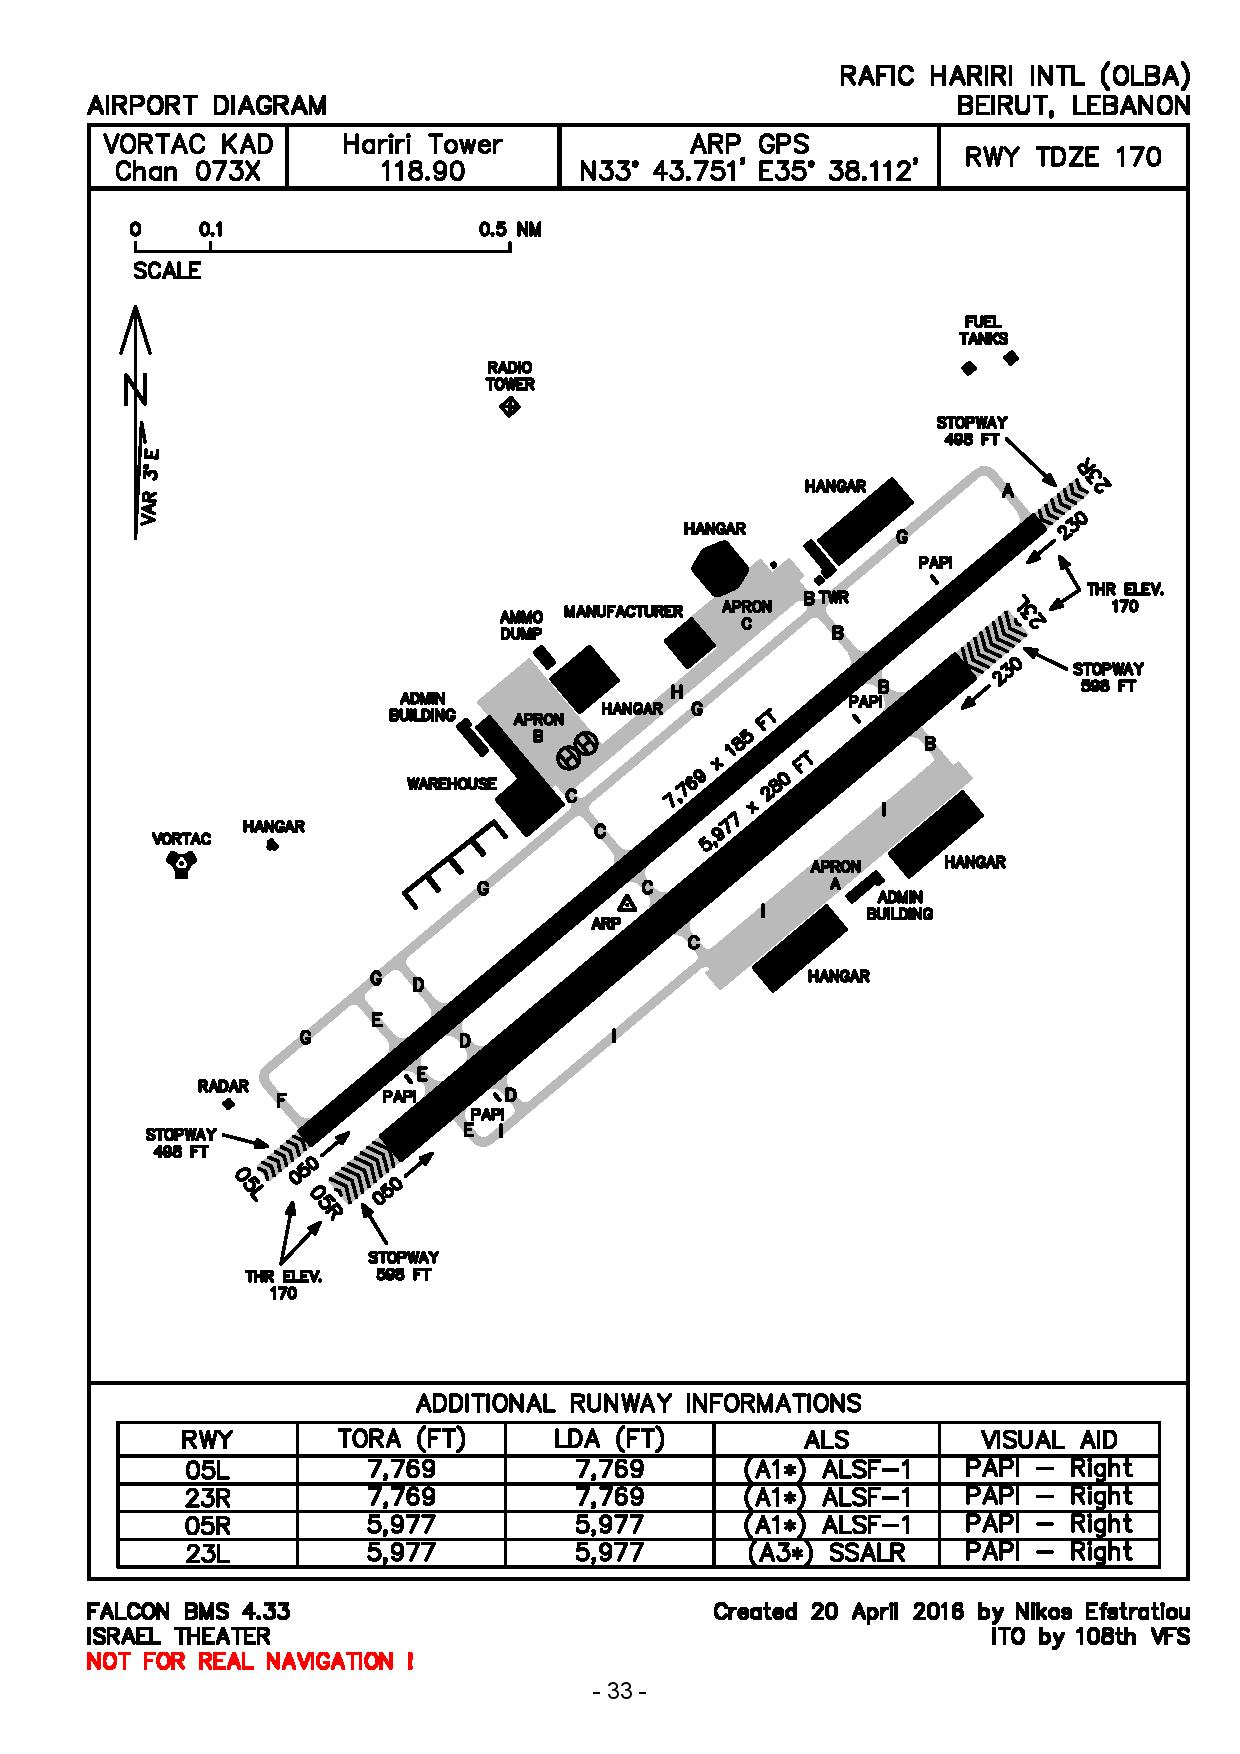 RAFIC HARIRI INTL (OLBA)
AIRPORT DIAGRAM
BEIRUT, LEBANON
VORTAC KAD
Chan 073X
Hariri Tower
118.90
ARP GPS
N33° 43.751' E35° 38.112'
RWY TDZE 170
0 0.1 0.5 NM
SCALE
N
VAR 3°E
FUEL
TANKS
RADIO
TOWER
STOPWAY
498 FT
23R
A
HANGAR
230
HANGAR
G
PAPI
THR ELEV.
170
23L
B TWR
APRON
C
MANUFACTURER
AMMO
DUMP
B
STOPWAY
598 FT
230
H
B
PAPI
ADMIN
BUILDING
HANGAR
G
APRON
B
H
H
B
7,769 x 185 FT
5,977 x 280 FT
WAREHOUSE
C
I
HANGAR
VORTAC
C
HANGAR
APRON
A
G
C
ADMIN
BUILDING
I
ARP
C
HANGAR
G
D
E
G
D
I
E
RADAR
F
PAPI
D
PAPI
E I
STOPWAY
498 FT
050
05L
050
05R
STOPWAY
598 FT
THR ELEV.
170
ADDITIONAL RUNWAY INFORMATIONS
RWY TORA (FT) LDA (FT) ALS VISUAL AID
05L 7,769 7,769 (A1*) ALSF-1 PAPI - Right
23R 7,769 7,769 (A1*) ALSF-1 PAPI - Right
05R 5,977 5,977 (A1*) ALSF-1 PAPI - Right
23L 5,977 5,977 (A3*) SSALR PAPI - Right
FALCON BMS 4.33
Created 20 April 2016 by Nikos Efstratiou
ISRAEL THEATER
ITO by 108th VFS
NOT FOR REAL NAVIGATION !
- 33 -